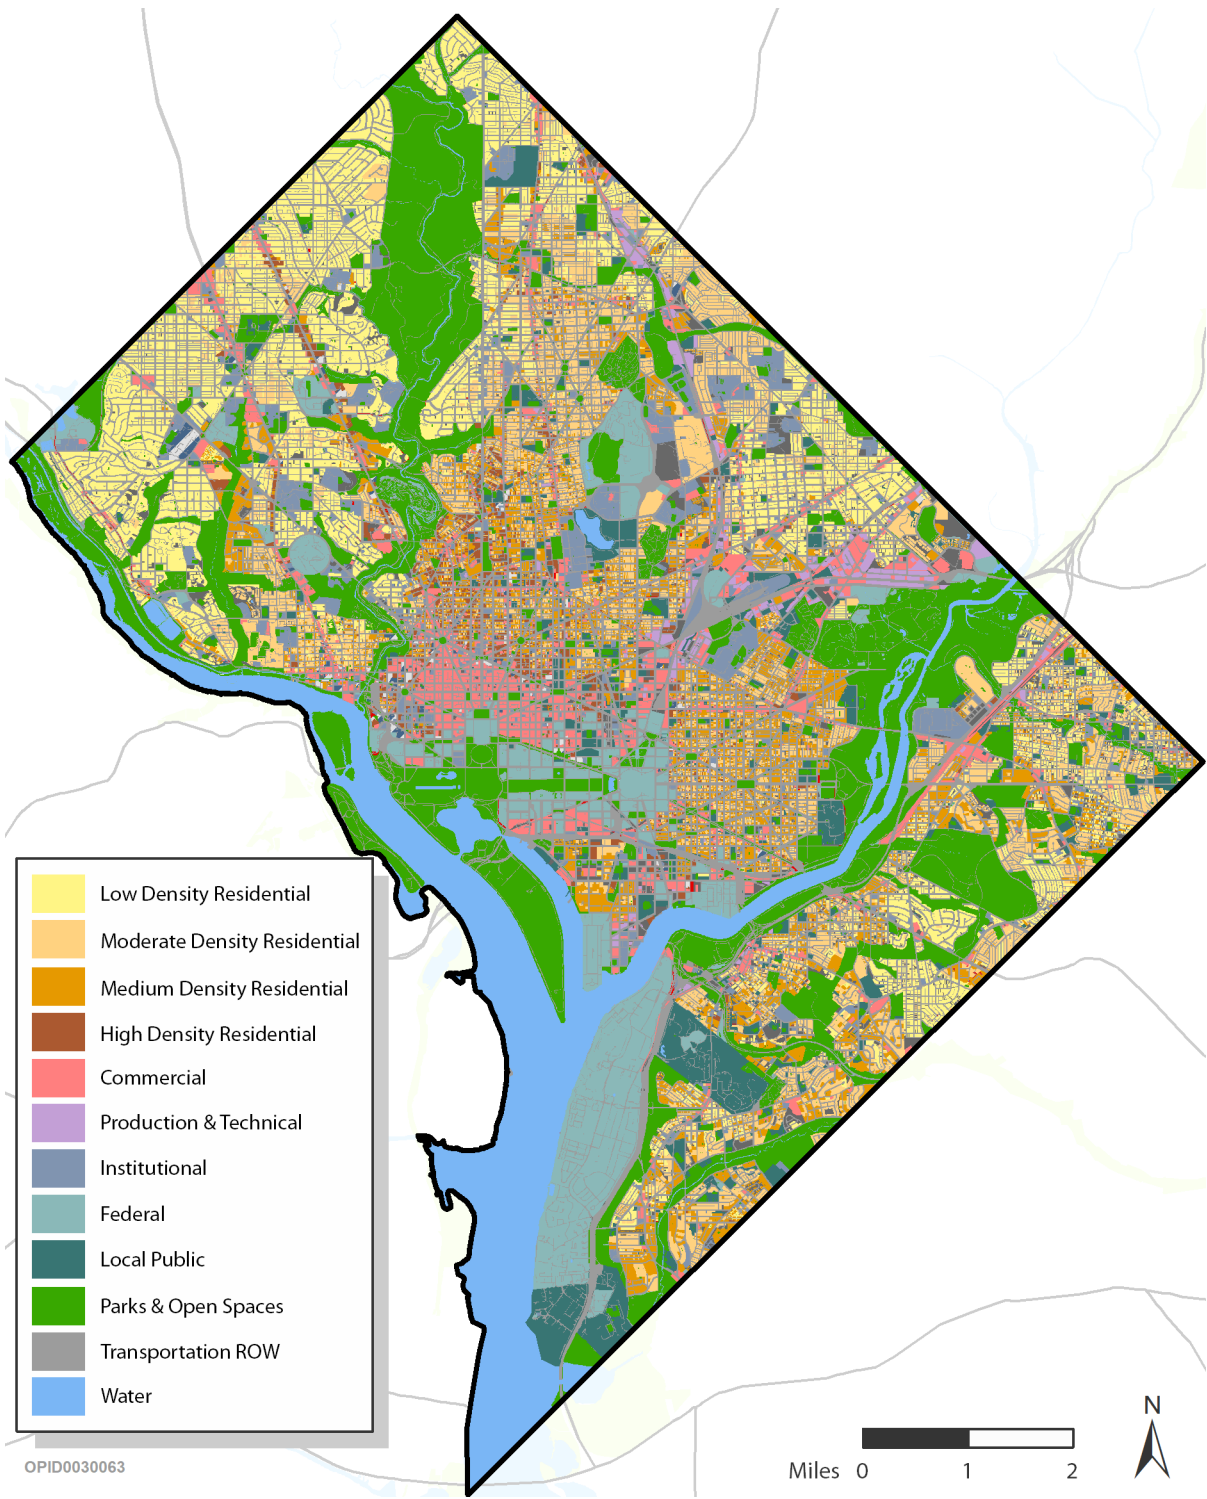 Low Density Residential
Moderate Density Residential
Medium Density Residential
High Density Residential
Commercial
Production & Technical
Institutional
Federal
Local Public
Parks & Open Spaces
Transportation ROW
Water
OPID0030063
N
Miles 0 1 2